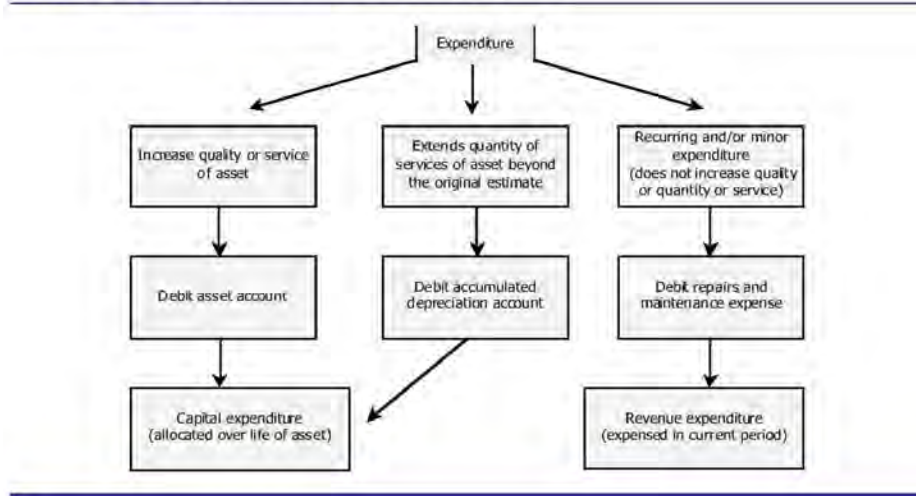 Expenditure
Increase quality or service
of asset
Extends quantity of
services of asset beyond
the original estimate
Recurring and/or minor
expenditure
(does not increase quality
or quantity or service)
Debit asset account
Debit accumulated
depreciation account
Debit repairs and
maintenance expense
Capital expenditure
(allocated over life of asset)
Revenue expenditure
(expensed in current period)